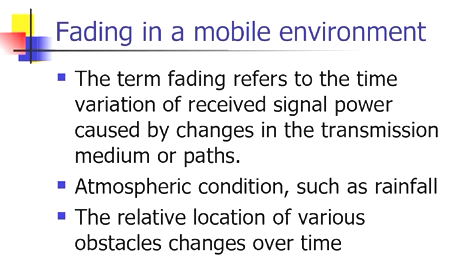 Fading in a mobile environment
The term fading refers to the time
variation of received signal power
caused by changes in the transmission
medium or paths.
Atmospheric condition, such as rainfall
The relative location of various
obstacles changes over time